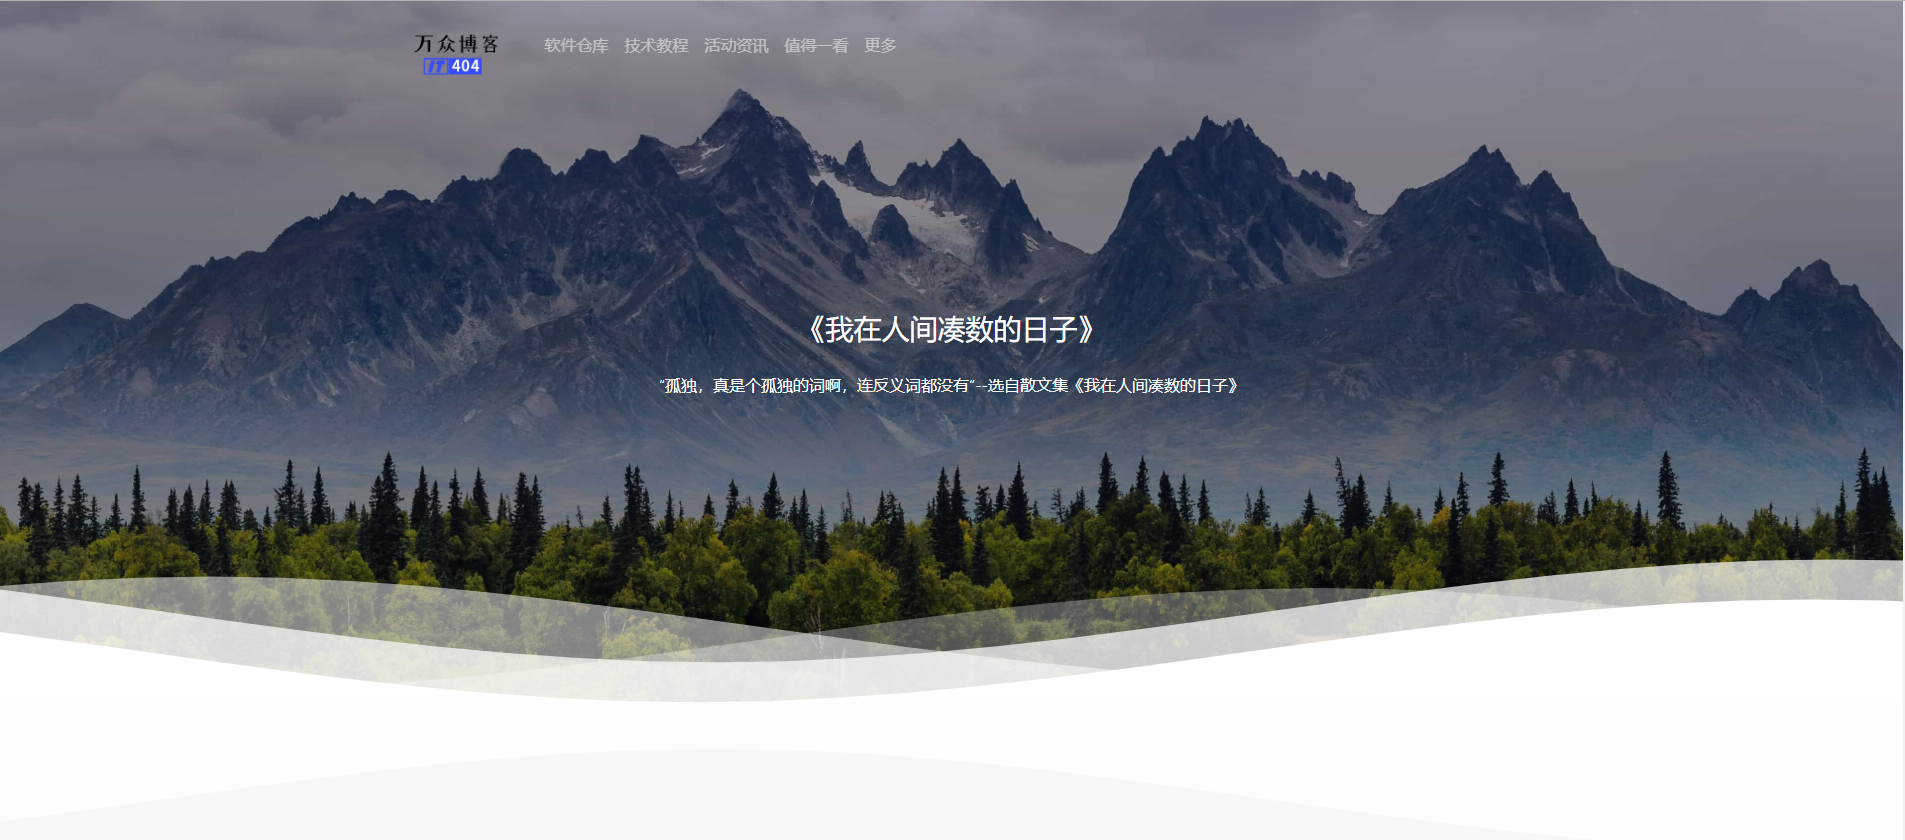 万众博客
IT 404
软件仓库 技术教程 活动资讯 值得一看 更多
《我在人间凑数的日子》
“孤独，真是个孤独的词啊，连反义词都没有”--选自散文集《我在人间凑数的日子》